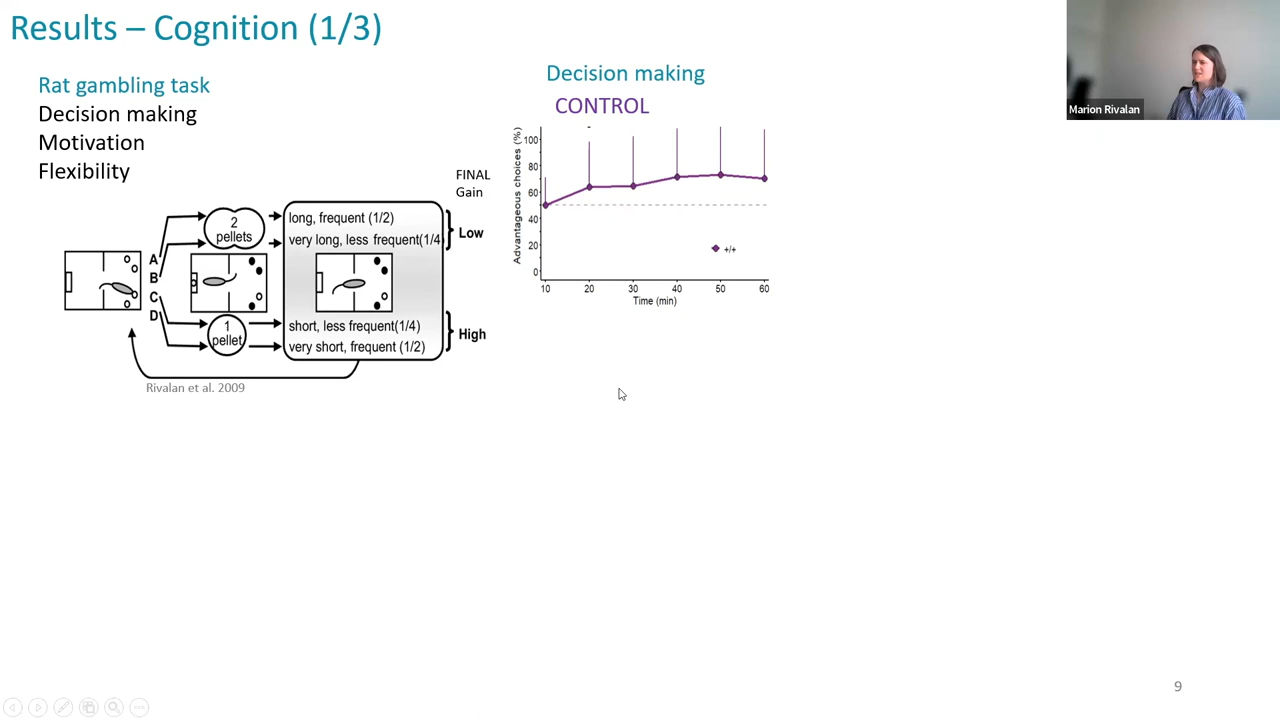 Results – Cognition (1/3)
Rat gambling task
Decision making
Motivation
Flexibility
FINAL
Gain
2
pellets
long, frequent (1/2)
very long, less frequent(1/4
Low
A
B
C
D
1
pellet
short, less frequent(1/4)
very short, frequent (1/2)
High
Rivalan et al. 2009
Decision making
CONTROL
Advantageous choices (%)
100
80
60
40
20
0
+/+
10 20 30 40 50 60
Time (min)
Marion Rivalan
9